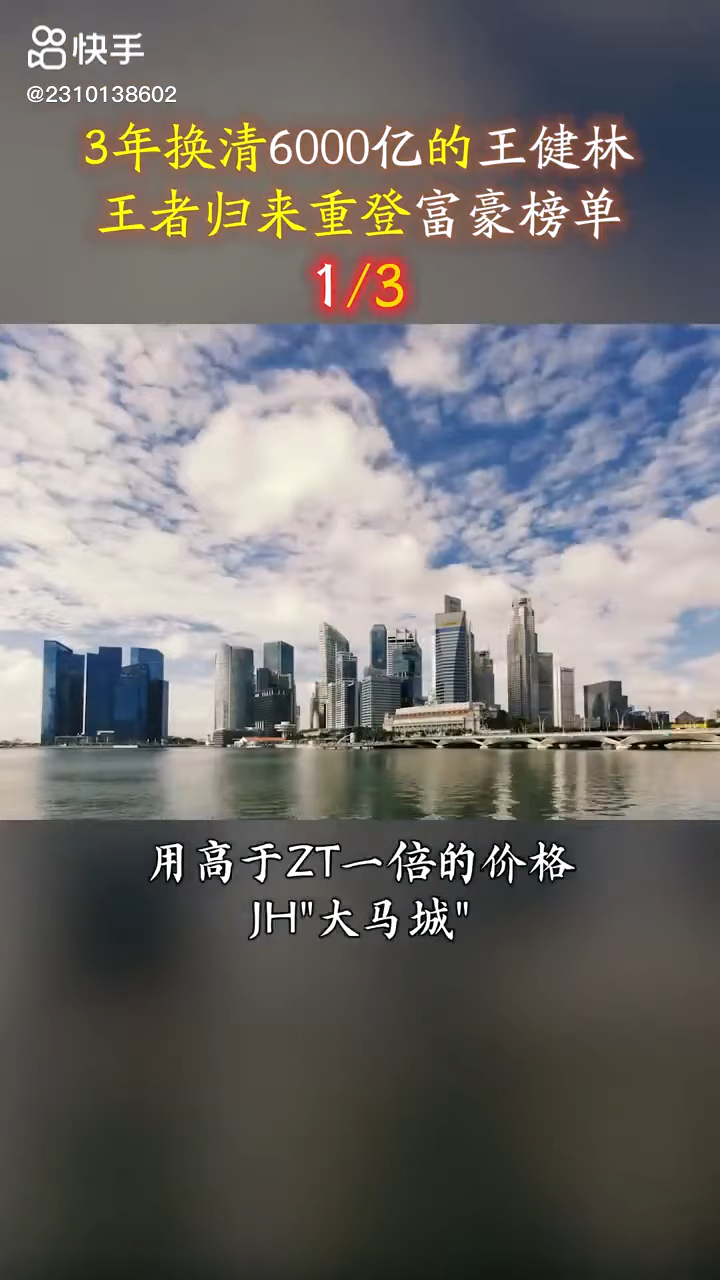 快手
@2310138602
3年换清6000亿的王健林
王者归来重登富豪榜单
1/3
用高于ZT一倍的价格
JH"大马城"